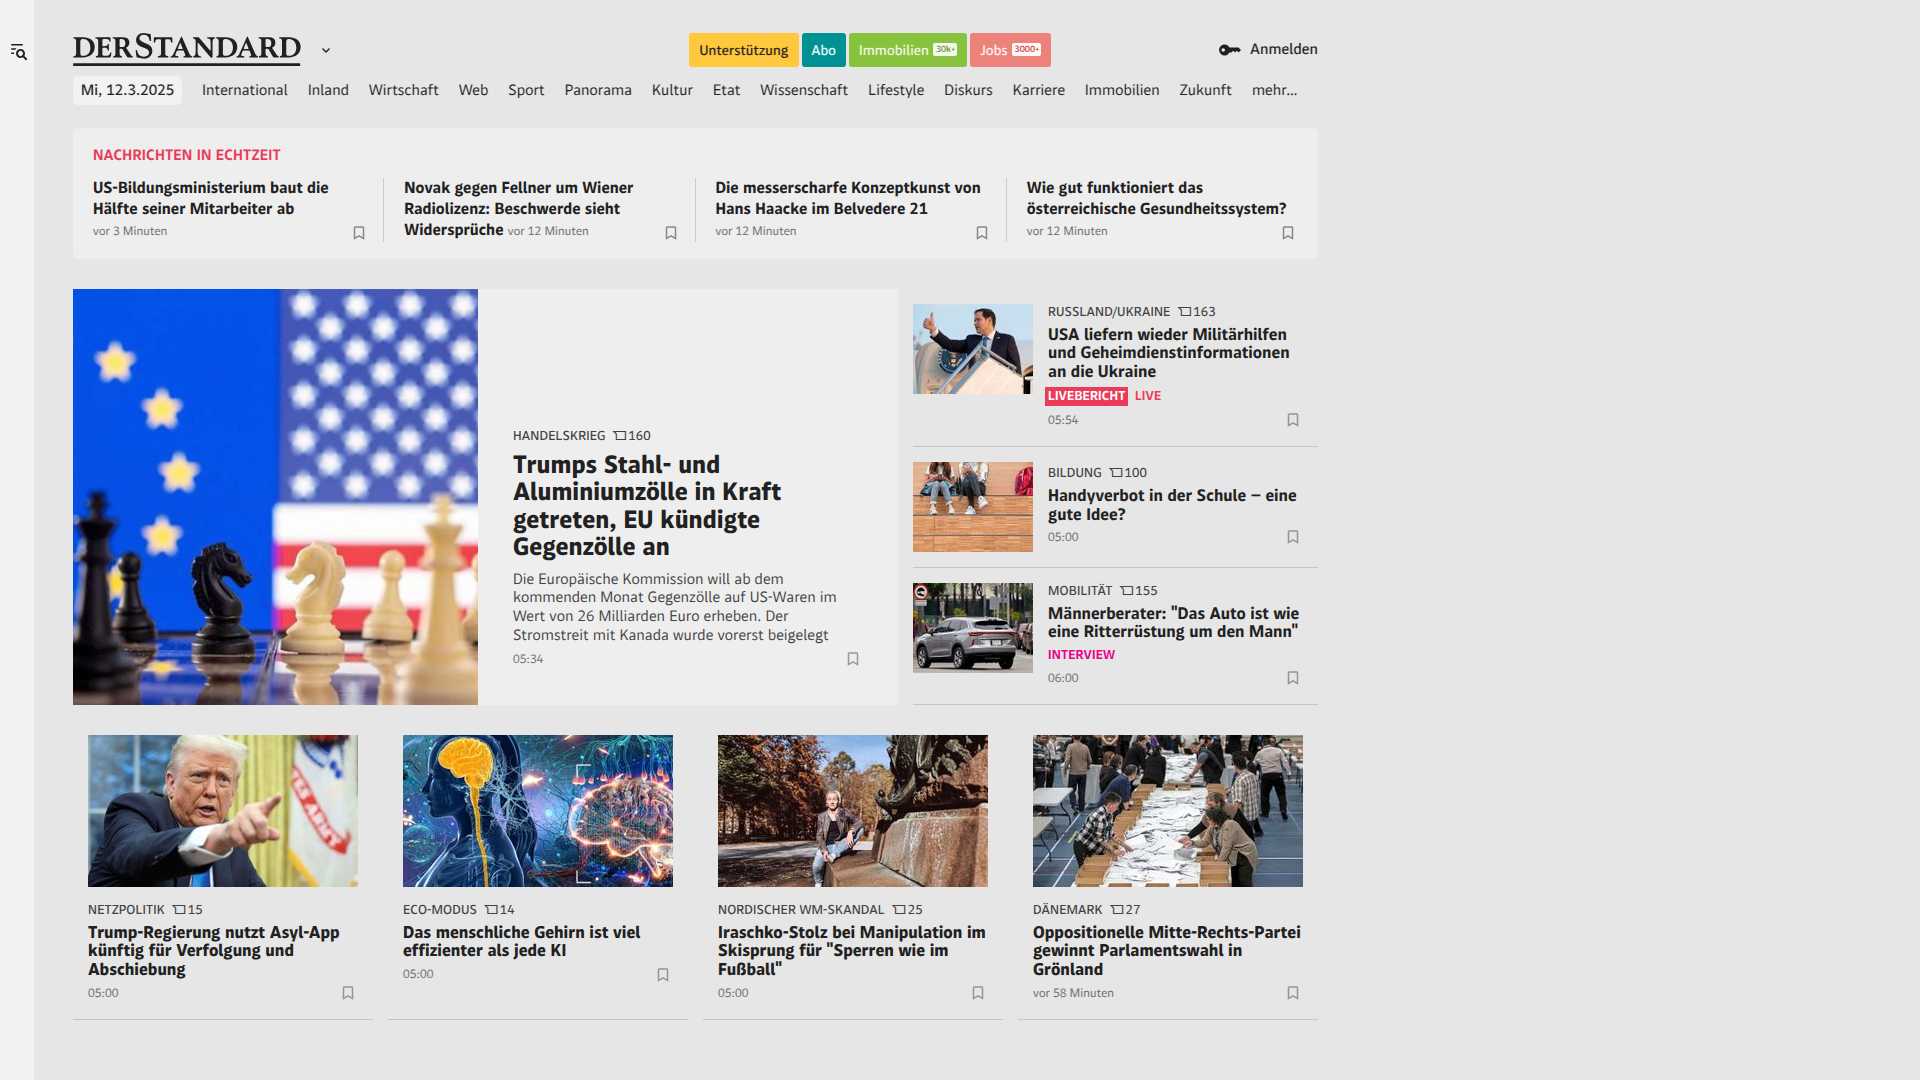 DERSTANDARD
Unterstützung
Abo
Immobilien 30k+
Jobs 3000+
Anmelden
Mi, 12.3.2025
International
Inland
Wirtschaft
Web
Sport
Panorama
Kultur
Etat
Wissenschaft
Lifestyle
Diskurs
Karriere
Immobilien
Zukunft
mehr...
NACHRICHTEN IN ECHTZEIT
US-Bildungsministerium baut die
Hälfte seiner Mitarbeiter ab
vor 3 Minuten
Novak gegen Fellner um Wiener
Radiolizenz: Beschwerde sieht
Widersprüche vor 12 Minuten
Die messerscharfe Konzeptkunst von
Hans Haacke im Belvedere 21
vor 12 Minuten
Wie gut funktioniert das
österreichische Gesundheitssystem?
vor 12 Minuten
HANDELSKRIEG 160
Trumps Stahl- und
Aluminiumzölle in Kraft
getreten, EU kündigte
Gegenzölle an
Die Europäische Kommission will ab dem
kommenden Monat Gegenzölle auf US-Waren im
Wert von 26 Milliarden Euro erheben. Der
Stromstreit mit Kanada wurde vorerst beigelegt
05:34
RUSSLAND/UKRAINE 163
USA liefern wieder Militärhilfen
und Geheimdienstinformationen
an die Ukraine
LIVEBERICHT LIVE
05:54
BILDUNG 100
Handyverbot in der Schule – eine
gute Idee?
05:00
MOBILITÄT 155
Männerberater: "Das Auto ist wie
eine Ritterrüstung um den Mann"
INTERVIEW
06:00
NETZPOLITIK 15
Trump-Regierung nutzt Asyl-App
künftig für Verfolgung und
Abschiebung
05:00
ECO-MODUS 14
Das menschliche Gehirn ist viel
effizienter als jede KI
05:00
NORDISCHER WM-SKANDAL 25
Iraschko-Stolz bei Manipulation im
Skisprung für "Sperren wie im
Fußball"
05:00
DÄNEMARK 27
Oppositionelle Mitte-Rechts-Partei
gewinnt Parlamentswahl in
Grönland
vor 58 Minuten